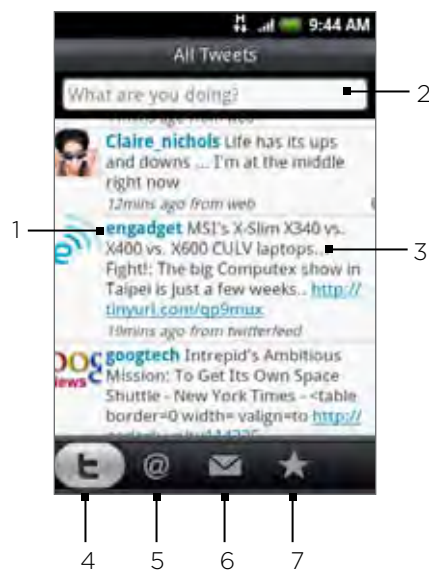 H 9:44 AM
All Tweets
What are you doing?
2
Claire_nichols Life has its ups
and downs ... I'm at the middle
right now
12mins ago from web
1
engadget MSI's X-Slim X340 vs.
X400 vs. X600 CULV laptops..
3
Fight!: The big Computex show in
Taipei is just a few weeks.. http://
tinyurl.com/qp9mux
19mins ago from twitterfeed
goog
News
googtech Intrepid's Ambitious
Mission: To Get Its Own Space
Shuttle - New York Times - <table
border=0 width= valign=to http://
t @
4 5 6 7